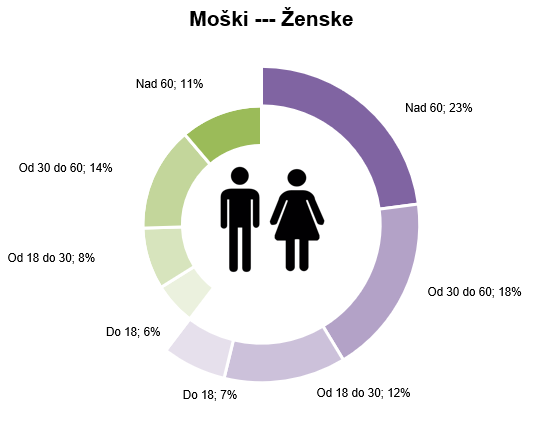 Moški --- Ženske
Nad 60; 11%
Nad 60; 23%
Od 30 do 60; 14%
Od 18 do 30; 8%
Od 30 do 60; 18%
Do 18; 6%
Do 18; 7%
Od 18 do 30; 12%